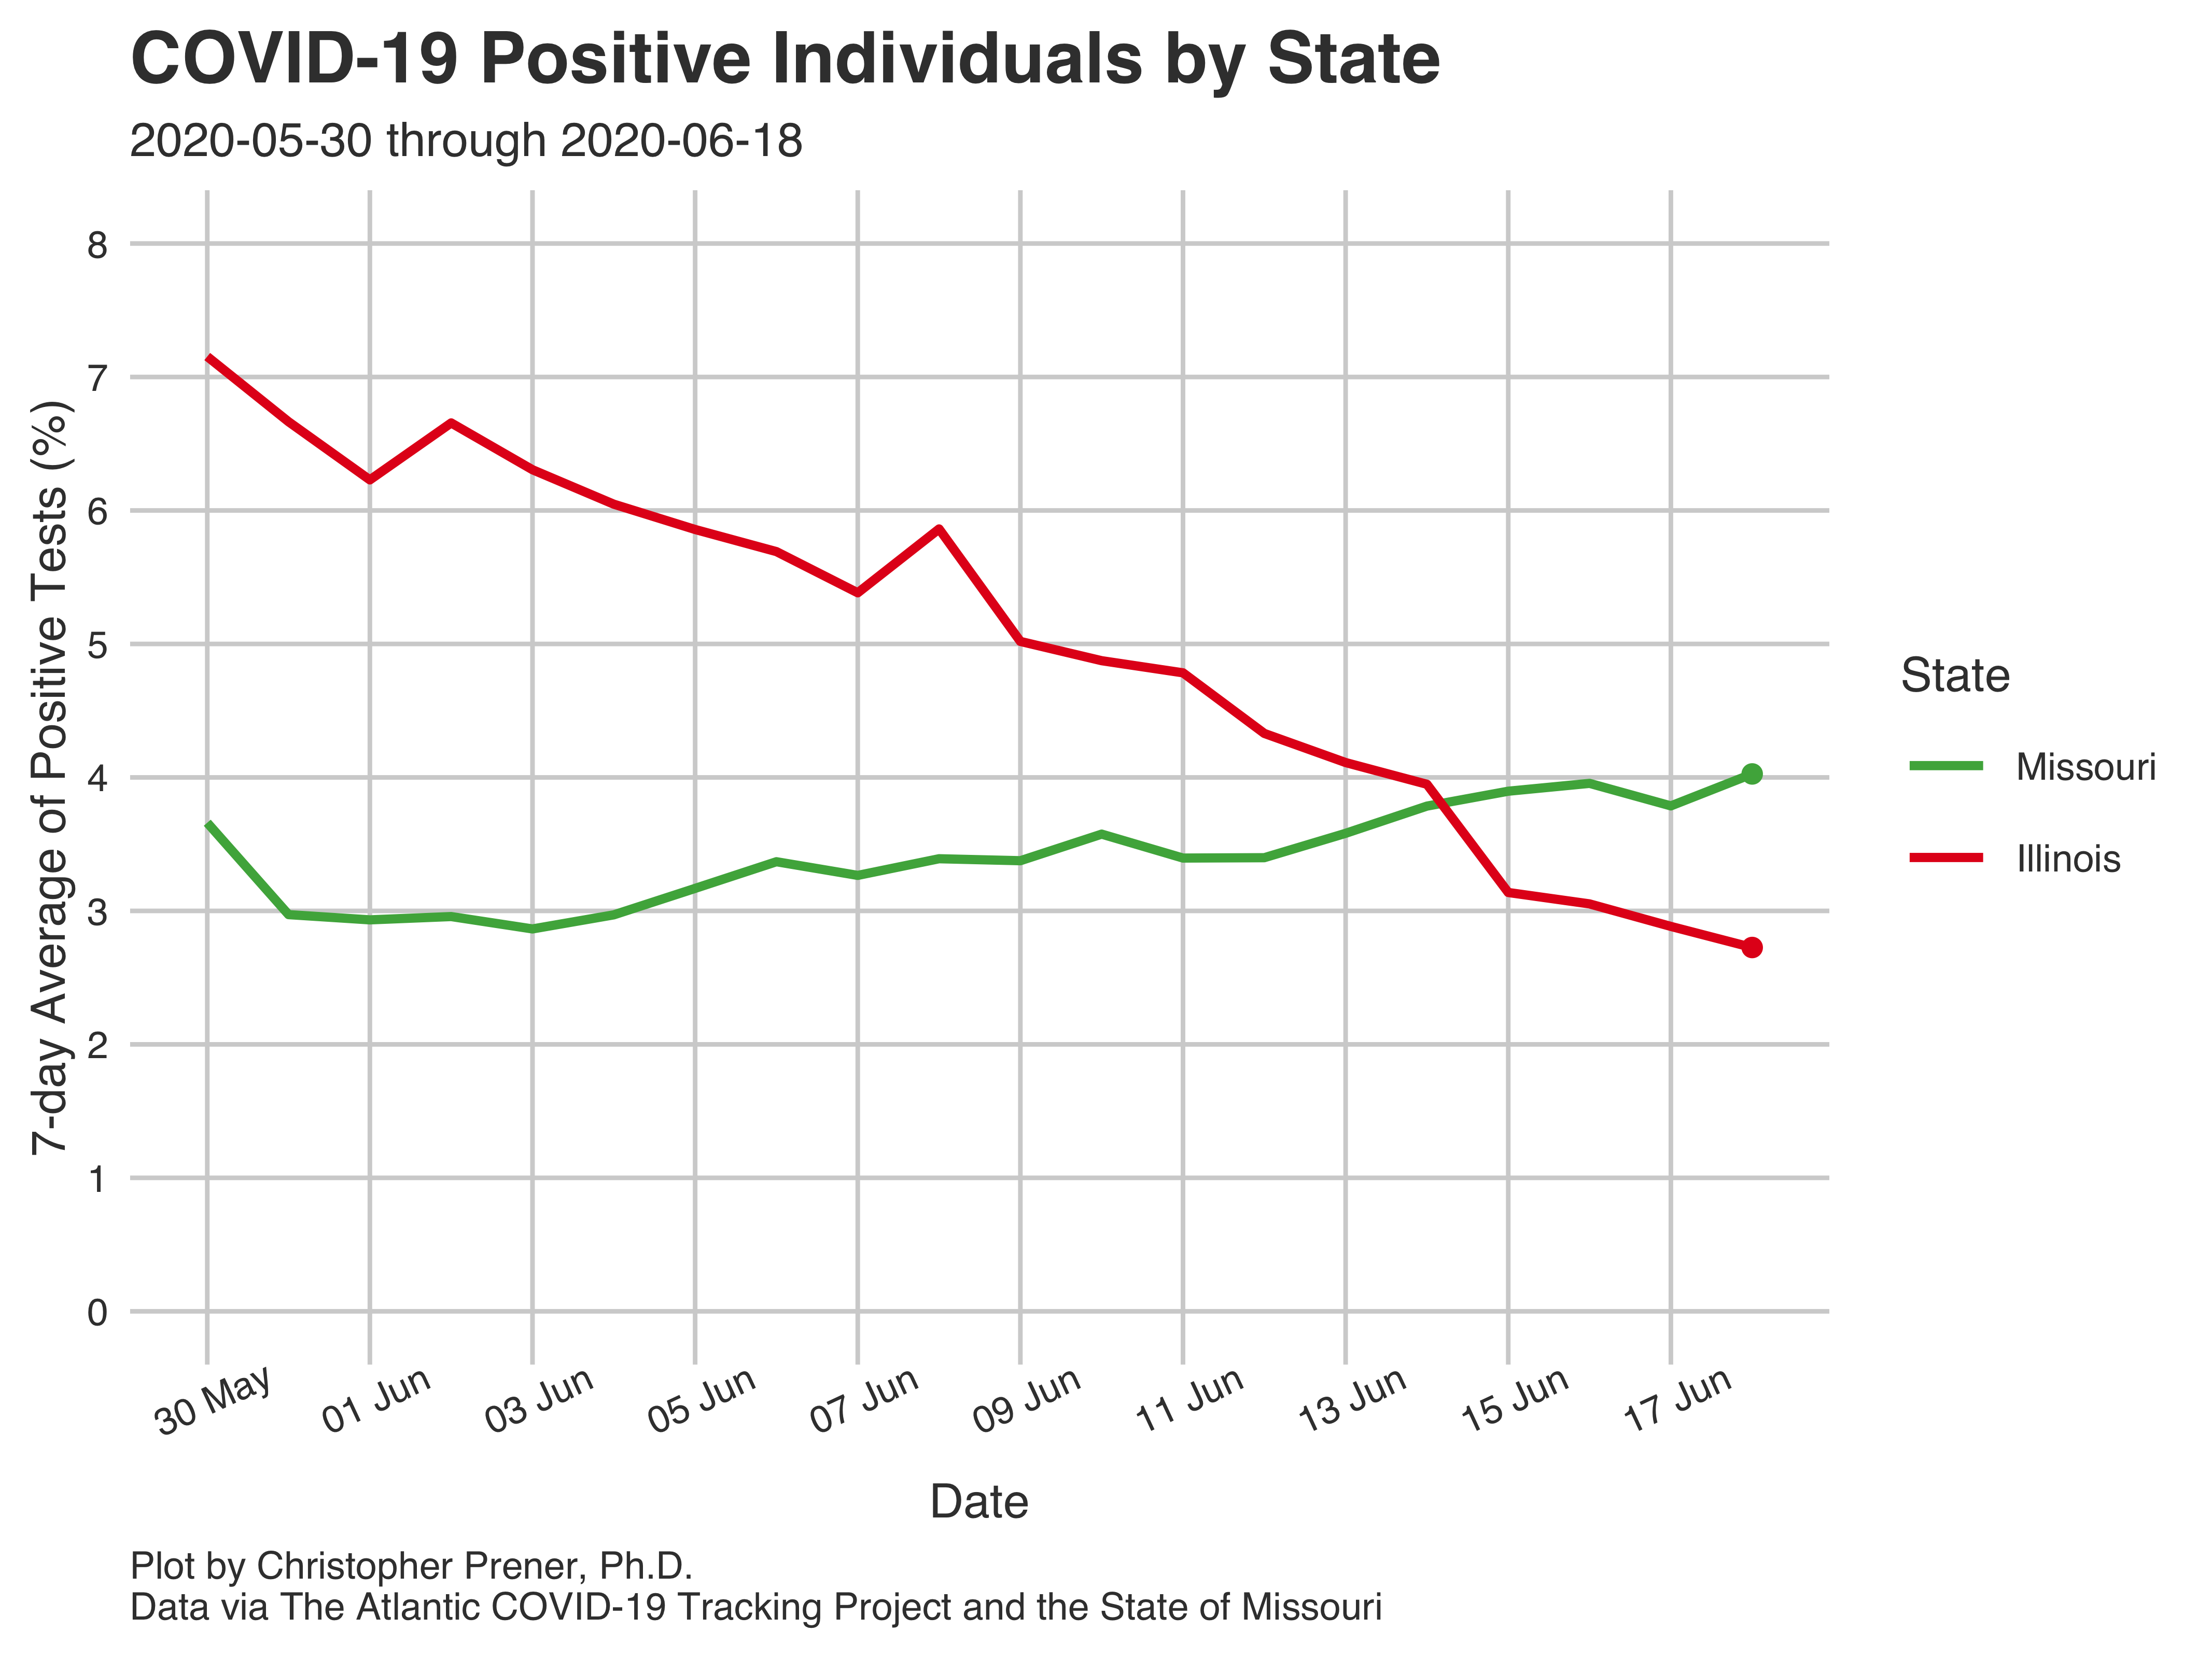 COVID-19 Positive Individuals by State
2020-05-30 through 2020-06-18
7-day Average of Positive Tests (%)
8
7
6
5
4
3
2
1
0
30 May
01 Jun
03 Jun
05 Jun
07 Jun
09 Jun
11 Jun
13 Jun
15 Jun
17 Jun
Date
State
Missouri
Illinois
Plot by Christopher Prener, Ph.D.
Data via The Atlantic COVID-19 Tracking Project and the State of Missouri